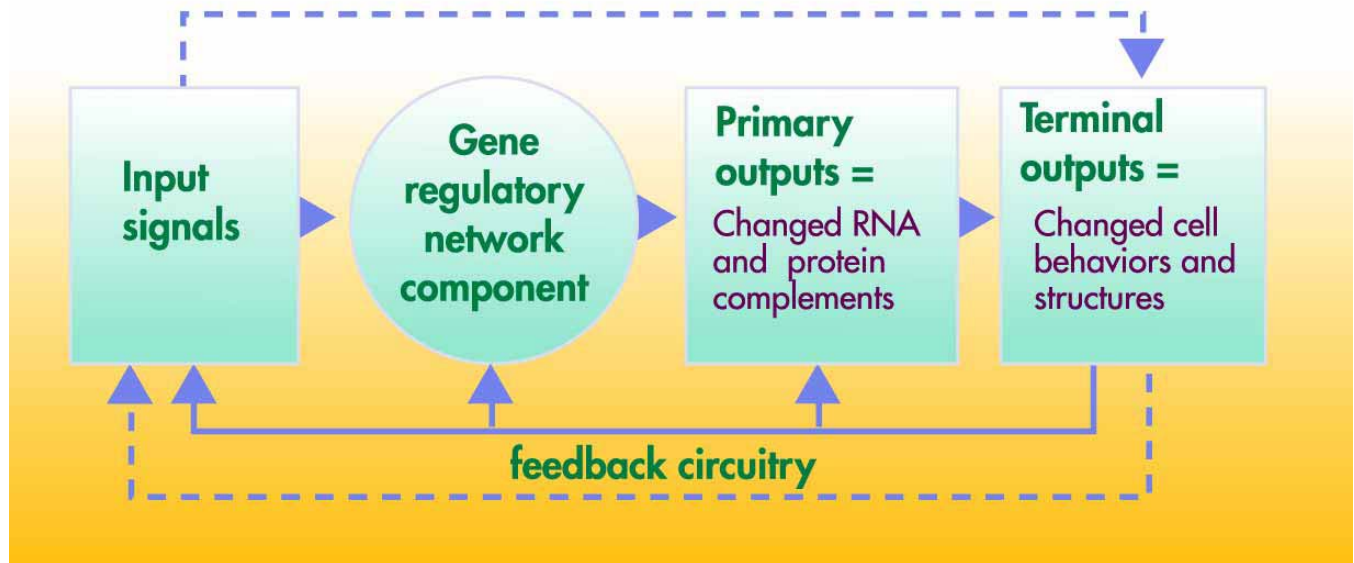 Input
signals
Gene
regulatory
network
component
Primary
outputs =
Changed RNA
and protein
complements
Terminal
outputs =
Changed cell
behaviors and
structures
feedback circuitry